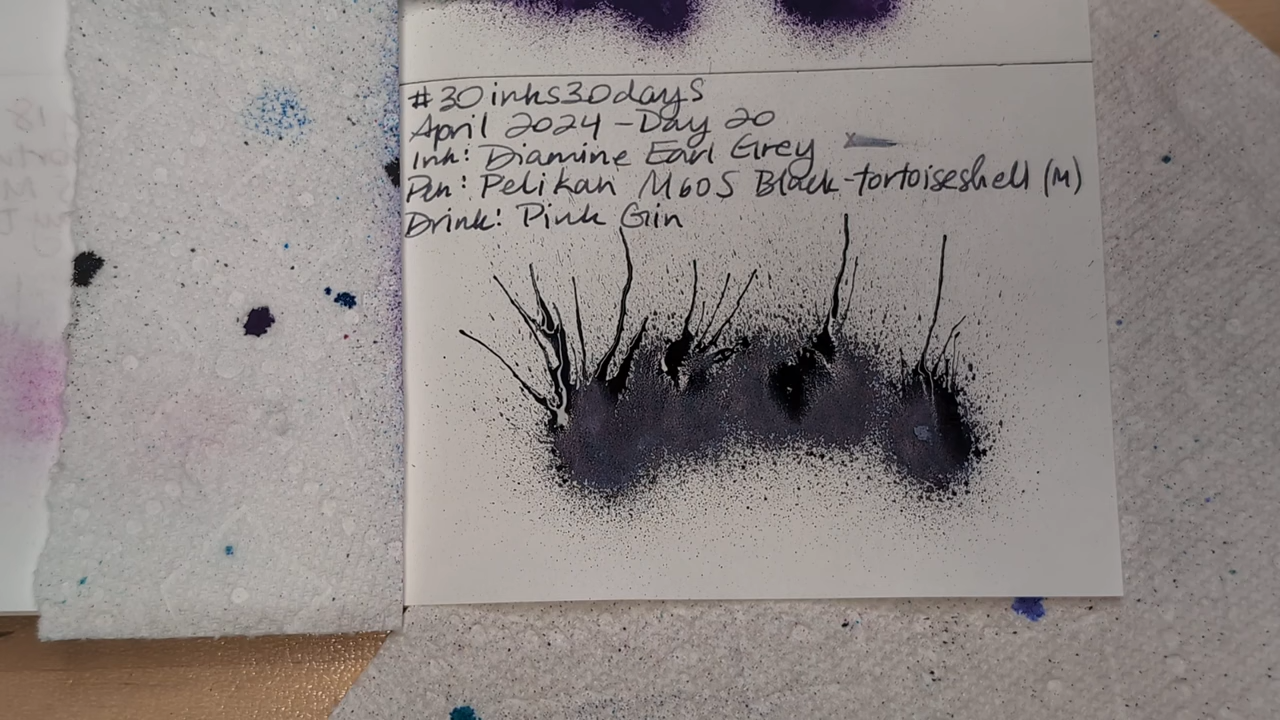 #30inks30days
April 2024 - Day 20
Ink: Diamine Earl Grey
Pen: Pelikan M605 Black-tortoiseshell (M)
Drink: Pink Gin